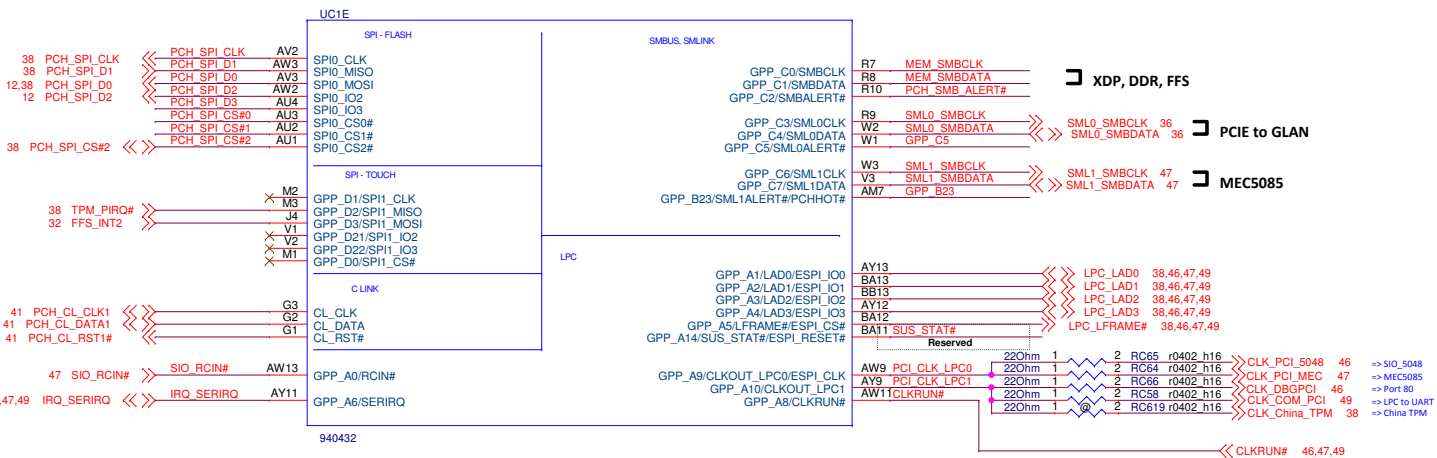 UC1E
SPI - FLASH
SMBUS, SMLINK
38 PCH_SPI_CLK PCH_SPI_CLK AV2 SPI0_CLK
38 PCH_SPI_D1 PCH_SPI_D1 AW3 SPI0_MISO
12,38 PCH_SPI_D0 PCH_SPI_D0 AV3 SPI0_MOSI
12 PCH_SPI_D2 PCH_SPI_D2 AW2 SPI0_IO2
PCH_SPI_D3 AU4 SPI0_IO3
PCH_SPI_CS#0 AU3 SPI0_CS0#
PCH_SPI_CS#1 AU2 SPI0_CS1#
38 PCH_SPI_CS#2 PCH_SPI_CS#2 AU1 SPI0_CS2#
GPP_C0/SMBCLK R7 MEM_SMBCLK
GPP_C1/SMBDATA R8 MEM_SMBDATA
GPP_C2/SMBALERT# R10 PCH_SMB_ALERT#
XDP, DDR, FFS
GPP_C3/SML0CLK R9 SML0_SMBCLK SML0_SMBCLK 36
GPP_C4/SML0DATA W2 SML0_SMBDATA SML0_SMBDATA 36
GPP_C5/SML0ALERT# W1 GPP_C5
PCIE to GLAN
GPP_C6/SML1CLK W3 SML1_SMBCLK SML1_SMBCLK 47
GPP_C7/SML1DATA V3 SML1_SMBDATA SML1_SMBDATA 47
GPP_B23/SML1ALERT#/PCHHOT# AM7 GPP_B23
MEC5085
SPI - TOUCH
M2 GPP_D1/SPI1_CLK
38 TPM_PIRQ# M3 GPP_D2/SPI1_MISO
32 FFS_INT2 J4 GPP_D3/SPI1_MOSI
V1 GPP_D21/SPI1_IO2
V2 GPP_D22/SPI1_IO3
M1 GPP_D0/SPI1_CS#
LPC
C LINK
41 PCH_CL_CLK1 G3 CL_CLK
41 PCH_CL_DATA1 G2 CL_DATA
41 PCH_CL_RST1# G1 CL_RST#
GPP_A1/LAD0/ESPI_IO0 AY13 LPC_LAD0 38,46,47,49
GPP_A2/LAD1/ESPI_IO1 BA13 LPC_LAD1 38,46,47,49
GPP_A3/LAD2/ESPI_IO2 BB13 LPC_LAD2 38,46,47,49
GPP_A4/LAD3/ESPI_IO3 AY12 LPC_LAD3 38,46,47,49
GPP_A5/LFRAME#/ESPI_CS# BA12 LPC_LFRAME# 38,46,47,49
GPP_A14/SUS_STAT#/ESPI_RESET# BA11 SUS_STAT#
Reserved
47 SIO_RCIN# SIO_RCIN# AW13 GPP_A0/RCIN#
,47,49 IRQ_SERIRQ IRQ_SERIRQ AY11 GPP_A6/SERIRQ
GPP_A9/CLKOUT_LPC0/ESPI_CLK AW9 PCI_CLK_LPC0
GPP_A10/CLKOUT_LPC1 AY9 PCI_CLK_LPC1
GPP_A8/CLKRUN# AW11 CLKRUN#
22Ohm 1 2 RC65 r0402_h16 CLK_PCI_5048 46 => SIO_5048
22Ohm 1 2 RC64 r0402_h16 CLK_PCI_MEC 47 => MEC5085
22Ohm 1 2 RC66 r0402_h16 CLK_DBGPCI 46 => Port 80
22Ohm 1 2 RC58 r0402_h16 CLK_COM_PCI 49 => LPC to UART
22Ohm 1 @ 2 RC619 r0402_h16 CLK_China_TPM 38 => China TPM
940432
CLKRUN# 46,47,49